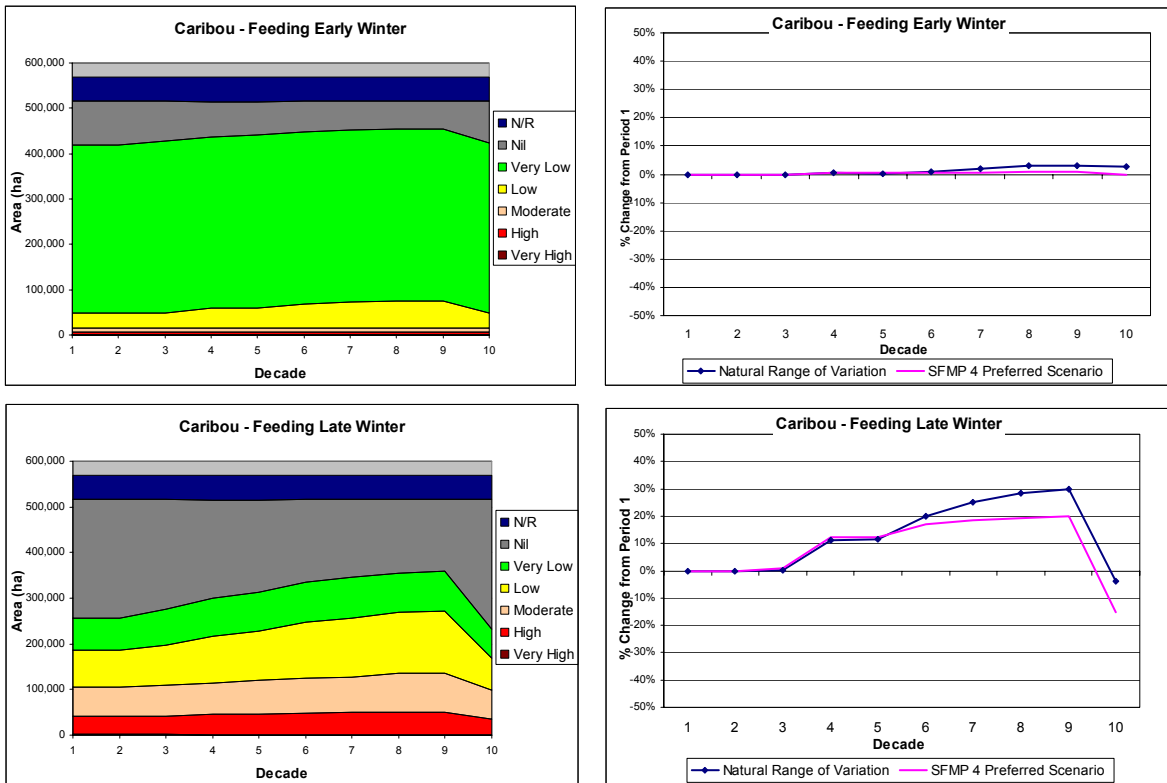 Caribou - Feeding Early Winter
600,000
500,000
400,000
300,000
200,000
100,000
0
Area (ha)
1 2 3 4 5 6 7 8 9 10
Decade
N/R
Nil
Very Low
Low
Moderate
High
Very High
Caribou - Feeding Early Winter
50%
40%
30%
20%
10%
0%
-10%
-20%
-30%
-40%
-50%
% Change from Period 1
1 2 3 4 5 6 7 8 9 10
Decade
Natural Range of Variation SFMP 4 Preferred Scenario
Caribou - Feeding Late Winter
600,000
500,000
400,000
300,000
200,000
100,000
0
Area (ha)
1 2 3 4 5 6 7 8 9 10
Decade
N/R
Nil
Very Low
Low
Moderate
High
Very High
Caribou - Feeding Late Winter
50%
40%
30%
20%
10%
0%
-10%
-20%
-30%
-40%
-50%
% Change from Period 1
1 2 3 4 5 6 7 8 9 10
Decade
Natural Range of Variation SFMP 4 Preferred Scenario